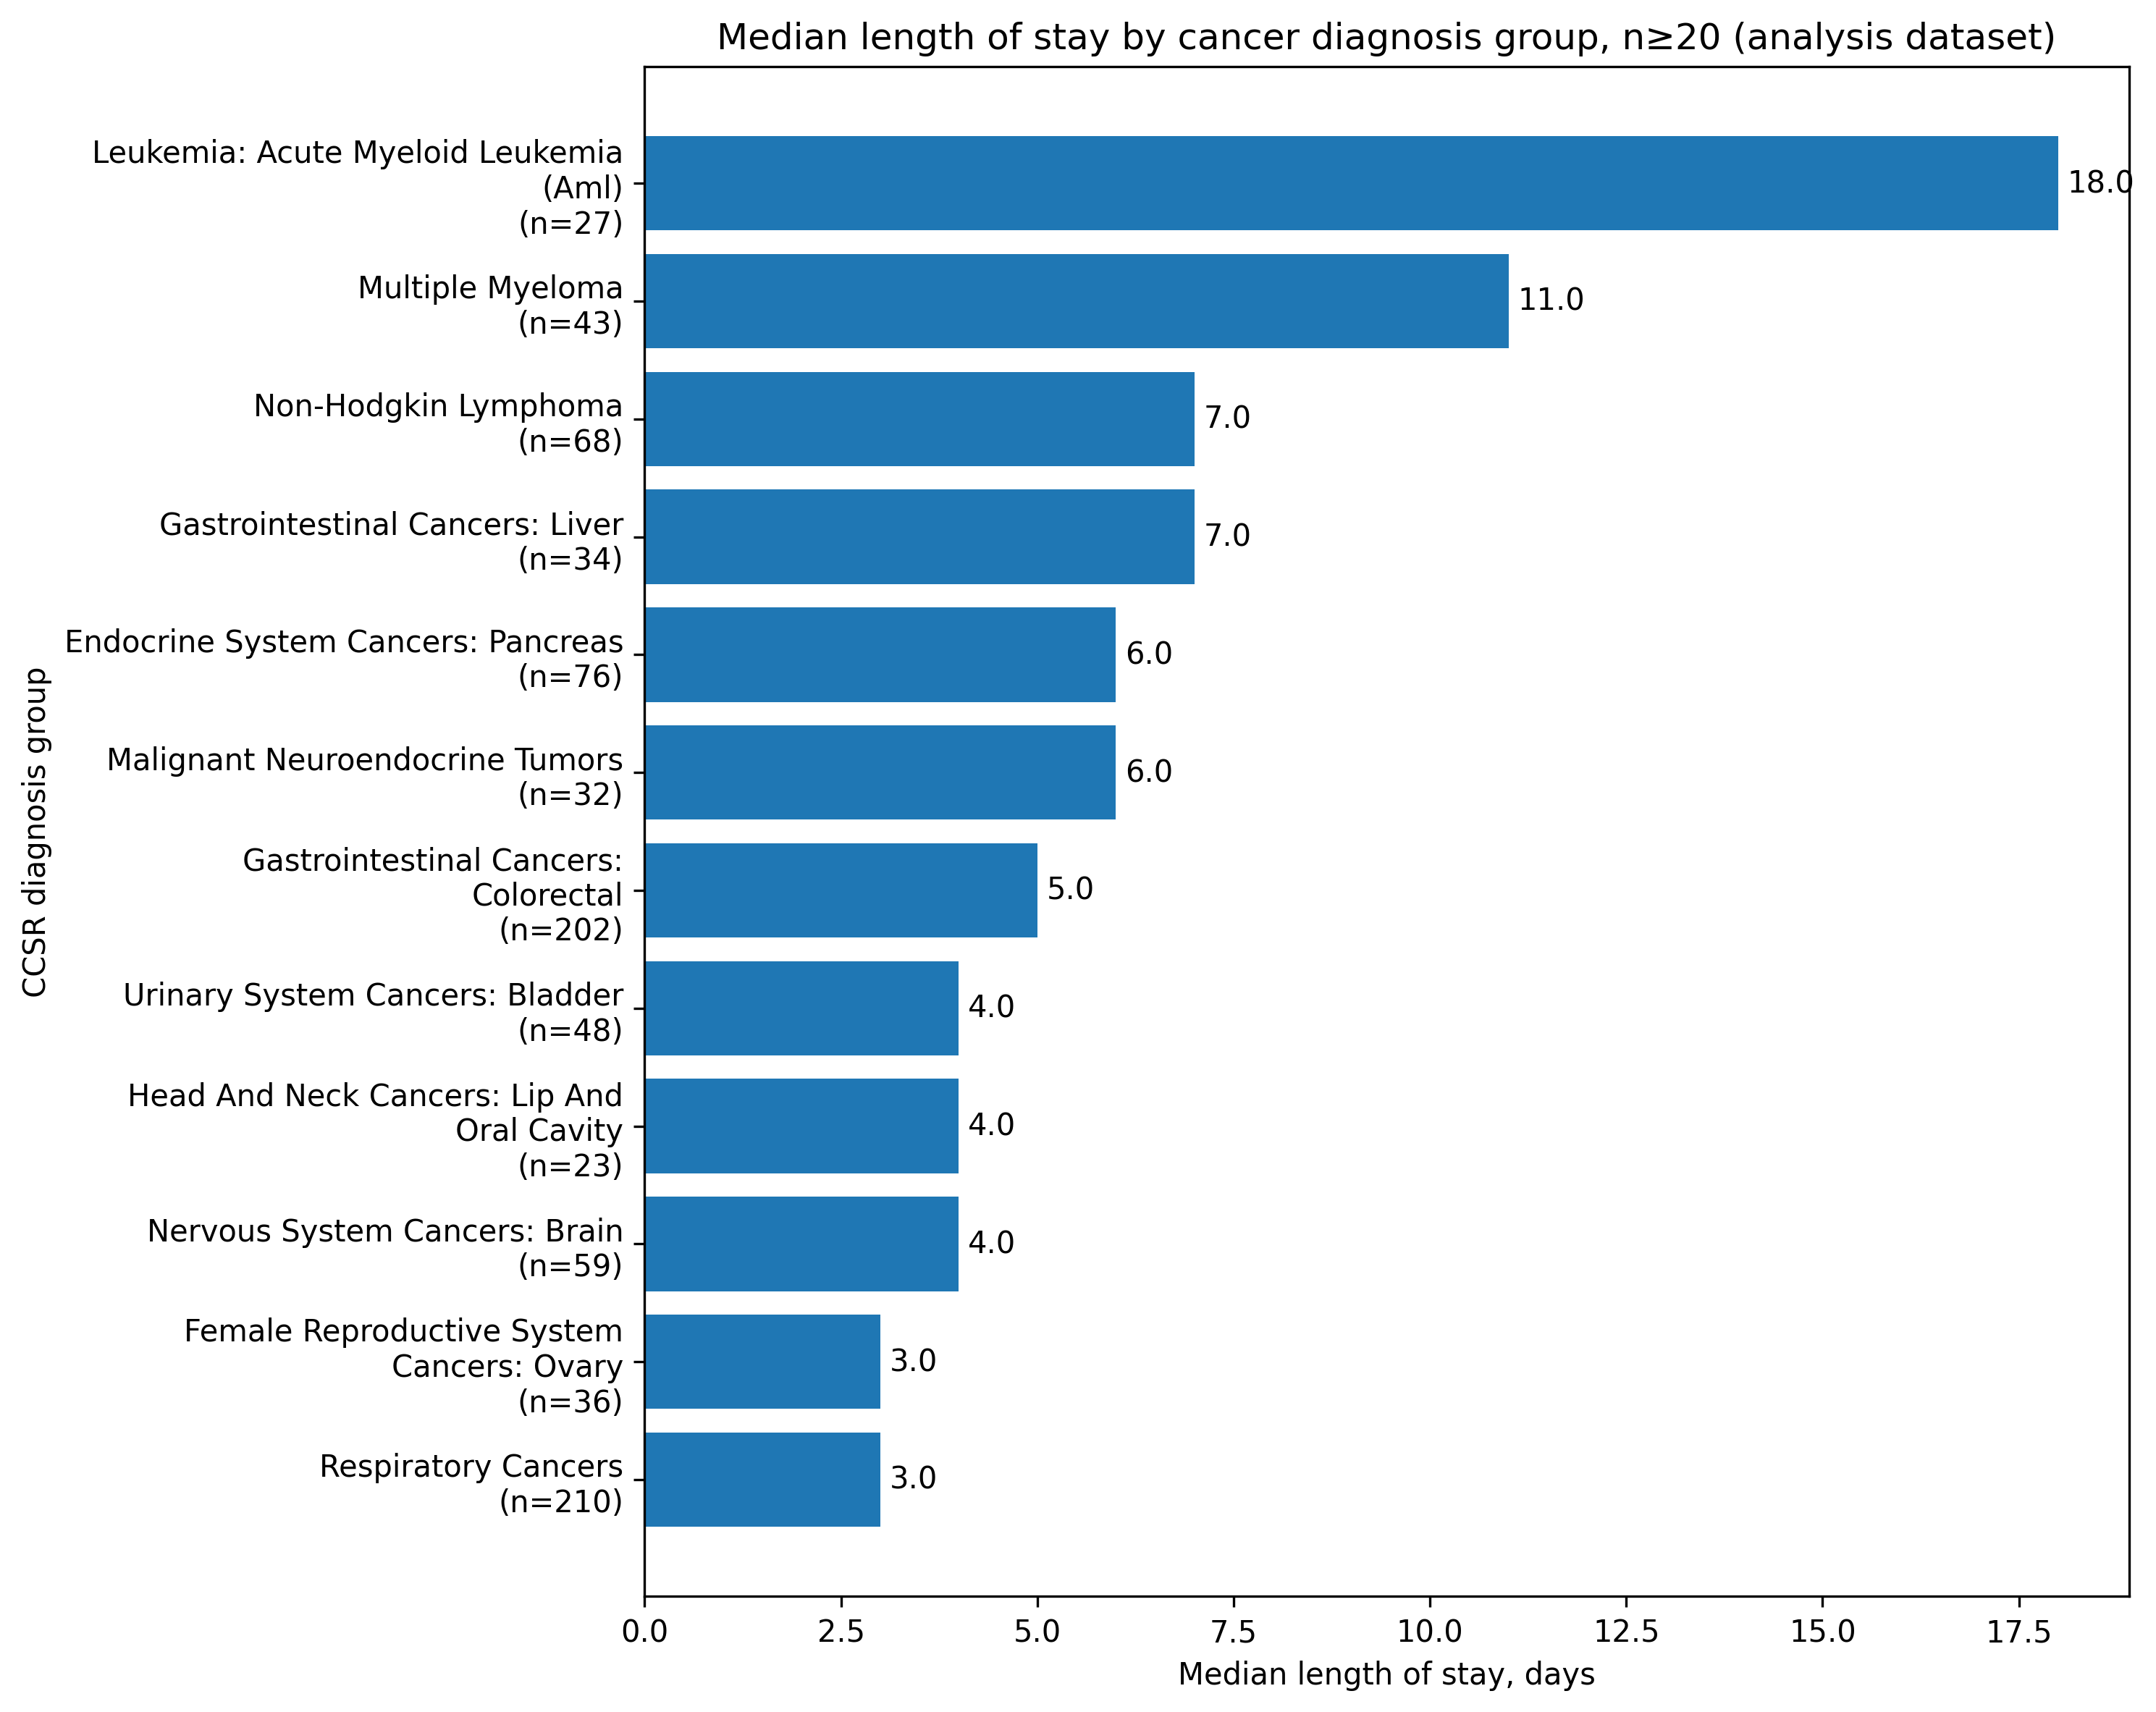 Median length of stay by cancer diagnosis group, n≥20 (analysis dataset)
Leukemia: Acute Myeloid Leukemia
(Aml)
(n=27)
18.0
Multiple Myeloma
(n=43)
11.0
Non-Hodgkin Lymphoma
(n=68)
7.0
Gastrointestinal Cancers: Liver
(n=34)
7.0
Endocrine System Cancers: Pancreas
(n=76)
6.0
Malignant Neuroendocrine Tumors
(n=32)
6.0
Gastrointestinal Cancers:
Colorectal
(n=202)
5.0
Urinary System Cancers: Bladder
(n=48)
4.0
Head And Neck Cancers: Lip And
Oral Cavity
(n=23)
4.0
Nervous System Cancers: Brain
(n=59)
4.0
Female Reproductive System
Cancers: Ovary
(n=36)
3.0
Respiratory Cancers
(n=210)
3.0
CCSR diagnosis group
0.0 2.5 5.0 7.5 10.0 12.5 15.0 17.5
Median length of stay, days